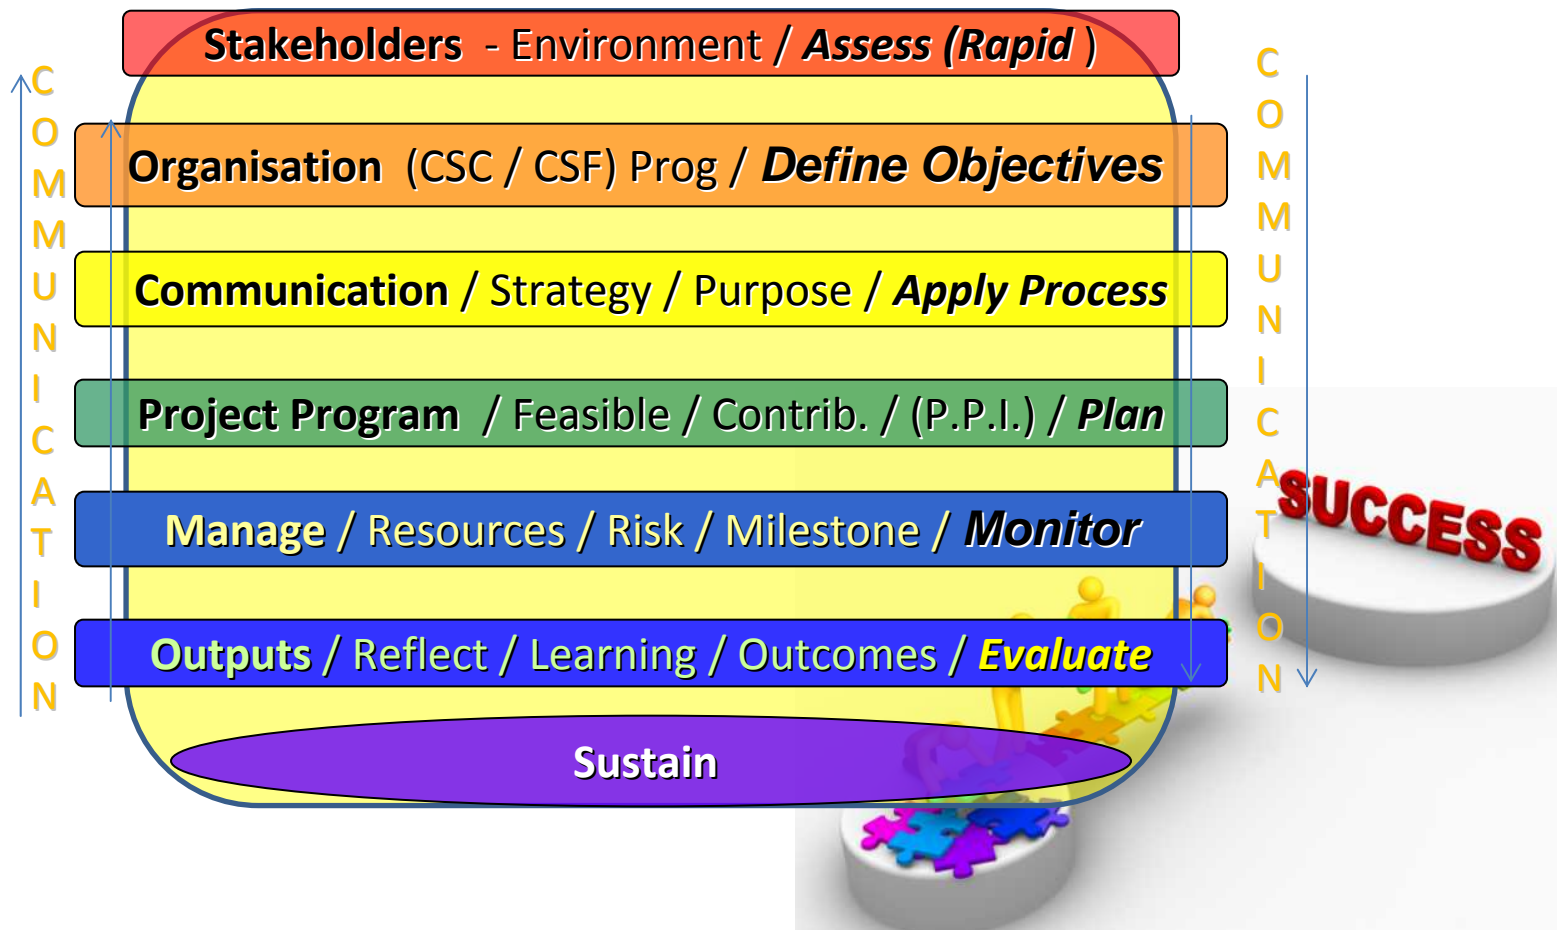 Stakeholders - Environment / Assess (Rapid )
Organisation (CSC / CSF) Prog / Define Objectives
Communication / Strategy / Purpose / Apply Process
Project Program / Feasible / Contrib. / (P.P.I.) / Plan
Manage / Resources / Risk / Milestone / Monitor
Outputs / Reflect / Learning / Outcomes / Evaluate
Sustain
COMMUNICATION
COMMUNICATION
SUCCESS